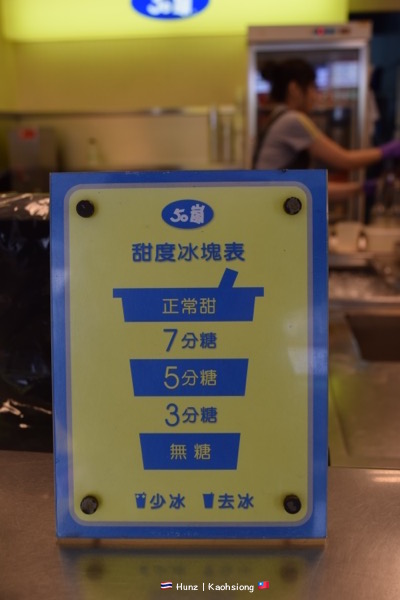 50嵐
甜度冰塊表
正常甜
7分糖
5分糖
3分糖
無糖
少冰 去冰
Hunz | Kaohsiong